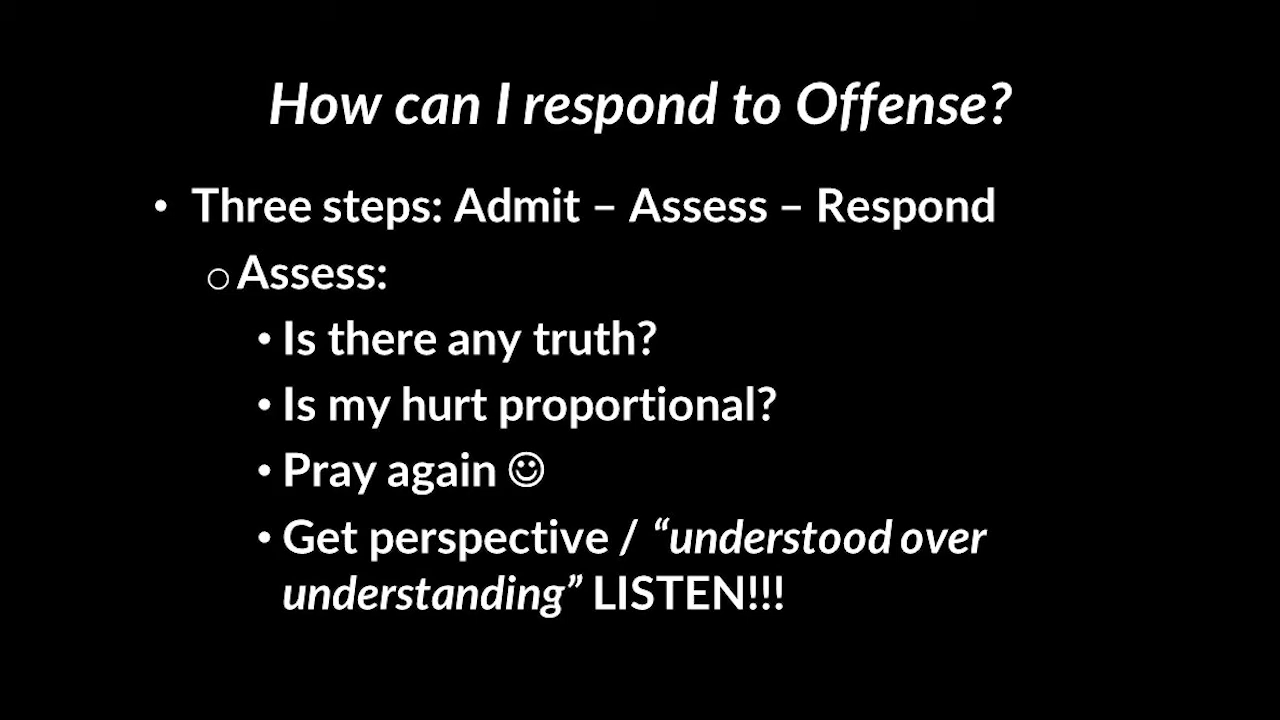 How can I respond to Offense?
• Three steps: Admit – Assess – Respond
o Assess:
• Is there any truth?
• Is my hurt proportional?
• Pray again ☺
• Get perspective / “understood over
understanding” LISTEN!!!